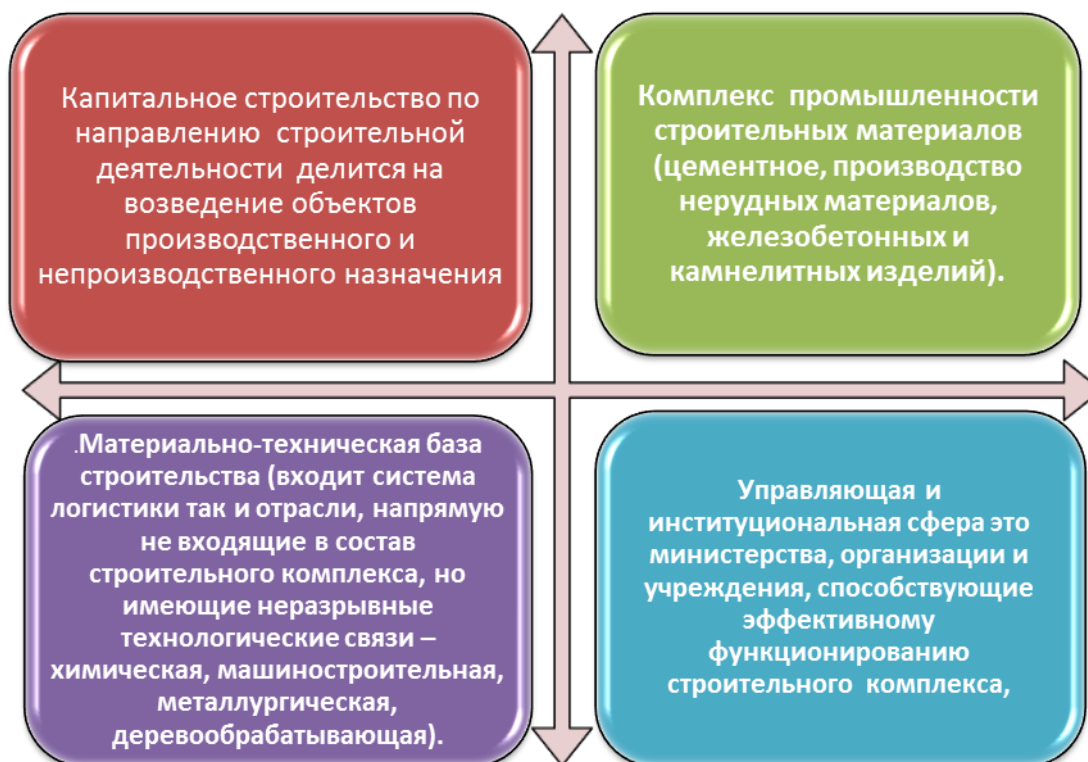 Капитальное строительство по
направлению строительной
деятельности делится на
возведение объектов
производственного и
непроизводственного назначения
Комплекс промышленности
строительных материалов
(цементное, производство
нерудных материалов,
железобетонных и
камнелитных изделий).
.Материально-техническая база
строительства (входит система
логистики так и отрасли, напрямую
не входящие в состав
строительного комплекса, но
имеющие неразрывные
технологические связи –
химическая, машиностроительная,
металлургическая,
деревообрабатывающая).
Управляющая и
институциональная сфера это
министерства, организации и
учреждения, способствующие
эффективному
функционированию
строительного комплекса,